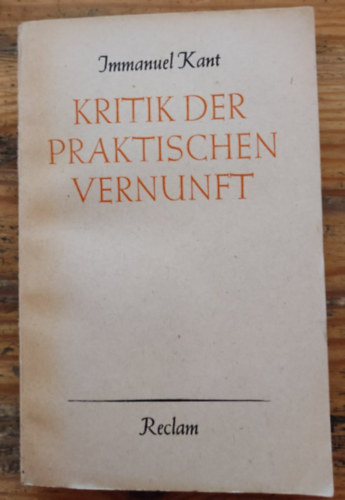 Immanuel Kant
KRITIK DER
PRAKTISCHEN
VERNUNFT
Reclam